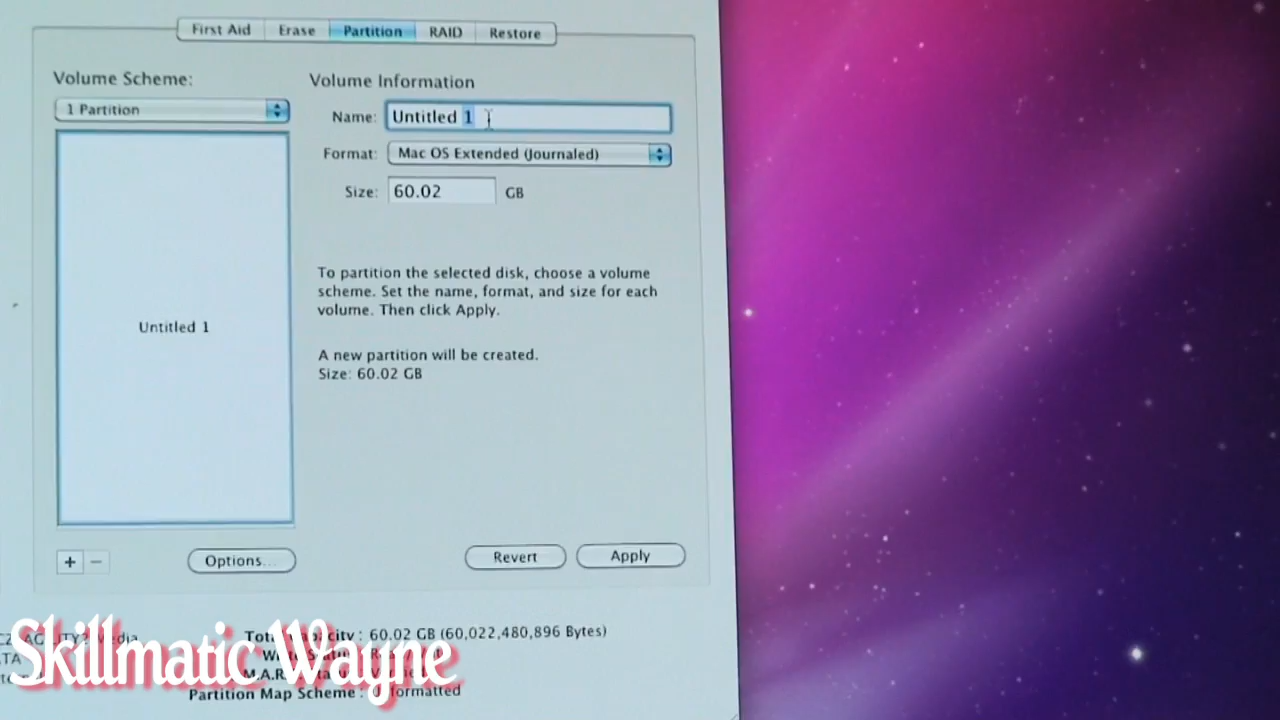 First Aid Erase Partition RAID Restore
Volume Scheme:
1 Partition
Untitled 1
Volume Information
Name: Untitled 1
Format: Mac OS Extended (Journaled)
Size: 60.02 GB
To partition the selected disk, choose a volume
scheme. Set the name, format, and size for each
volume. Then click Apply.
A new partition will be created.
Size: 60.02 GB
+ − Options... Revert Apply
Total Capacity : 60.02 GB (60,022,480,896 Bytes)
Partition Map Scheme : formatted
Skillmatic Wayne